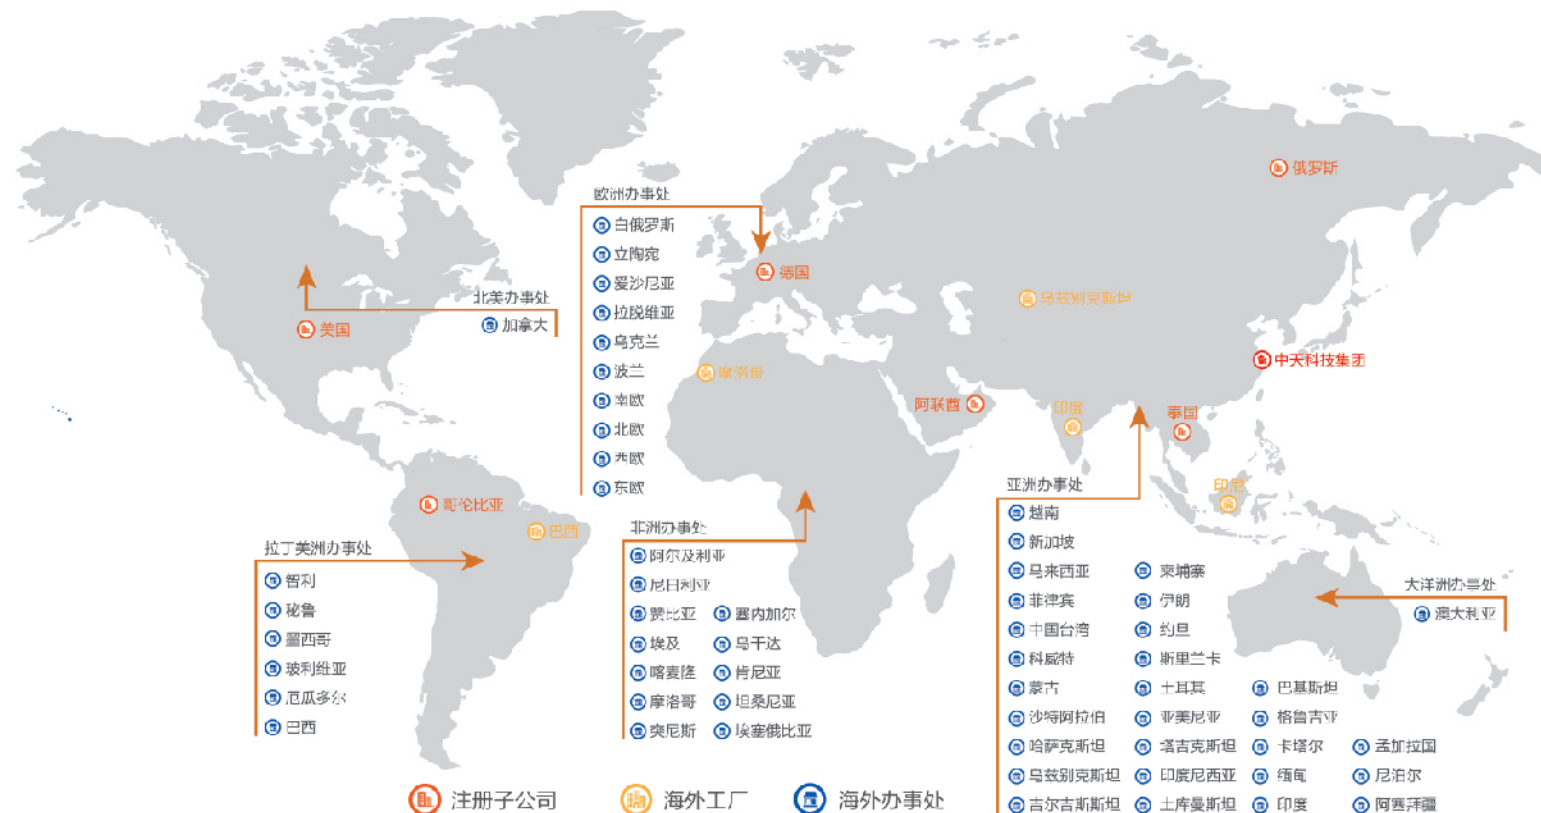 俄罗斯
欧洲办事处
白俄罗斯
立陶宛
爱沙尼亚
拉脱维亚
乌克兰
波兰
南欧
北欧
西欧
东欧
德国
北美办事处
加拿大
美国
乌兹别克斯坦
中天科技集团
摩洛哥
阿联酋
印度
泰国
印尼
哥伦比亚
巴西
拉丁美洲办事处
智利
秘鲁
墨西哥
玻利维亚
厄瓜多尔
巴西
非洲办事处
阿尔及利亚
尼日利亚
赞比亚 塞内加尔
埃及 乌干达
喀麦隆 肯尼亚
摩洛哥 坦桑尼亚
突尼斯 埃塞俄比亚
亚洲办事处
越南
新加坡
马来西亚 柬埔寨
菲律宾 伊朗
中国台湾 约旦
科威特 斯里兰卡
蒙古 土耳其 巴基斯坦
沙特阿拉伯 亚美尼亚 格鲁吉亚
哈萨克斯坦 塔吉克斯坦 卡塔尔 孟加拉国
乌兹别克斯坦 印度尼西亚 缅甸 尼泊尔
吉尔吉斯斯坦 土库曼斯坦 印度 阿塞拜疆
大洋洲办事处
澳大利亚
注册子公司 海外工厂 海外办事处